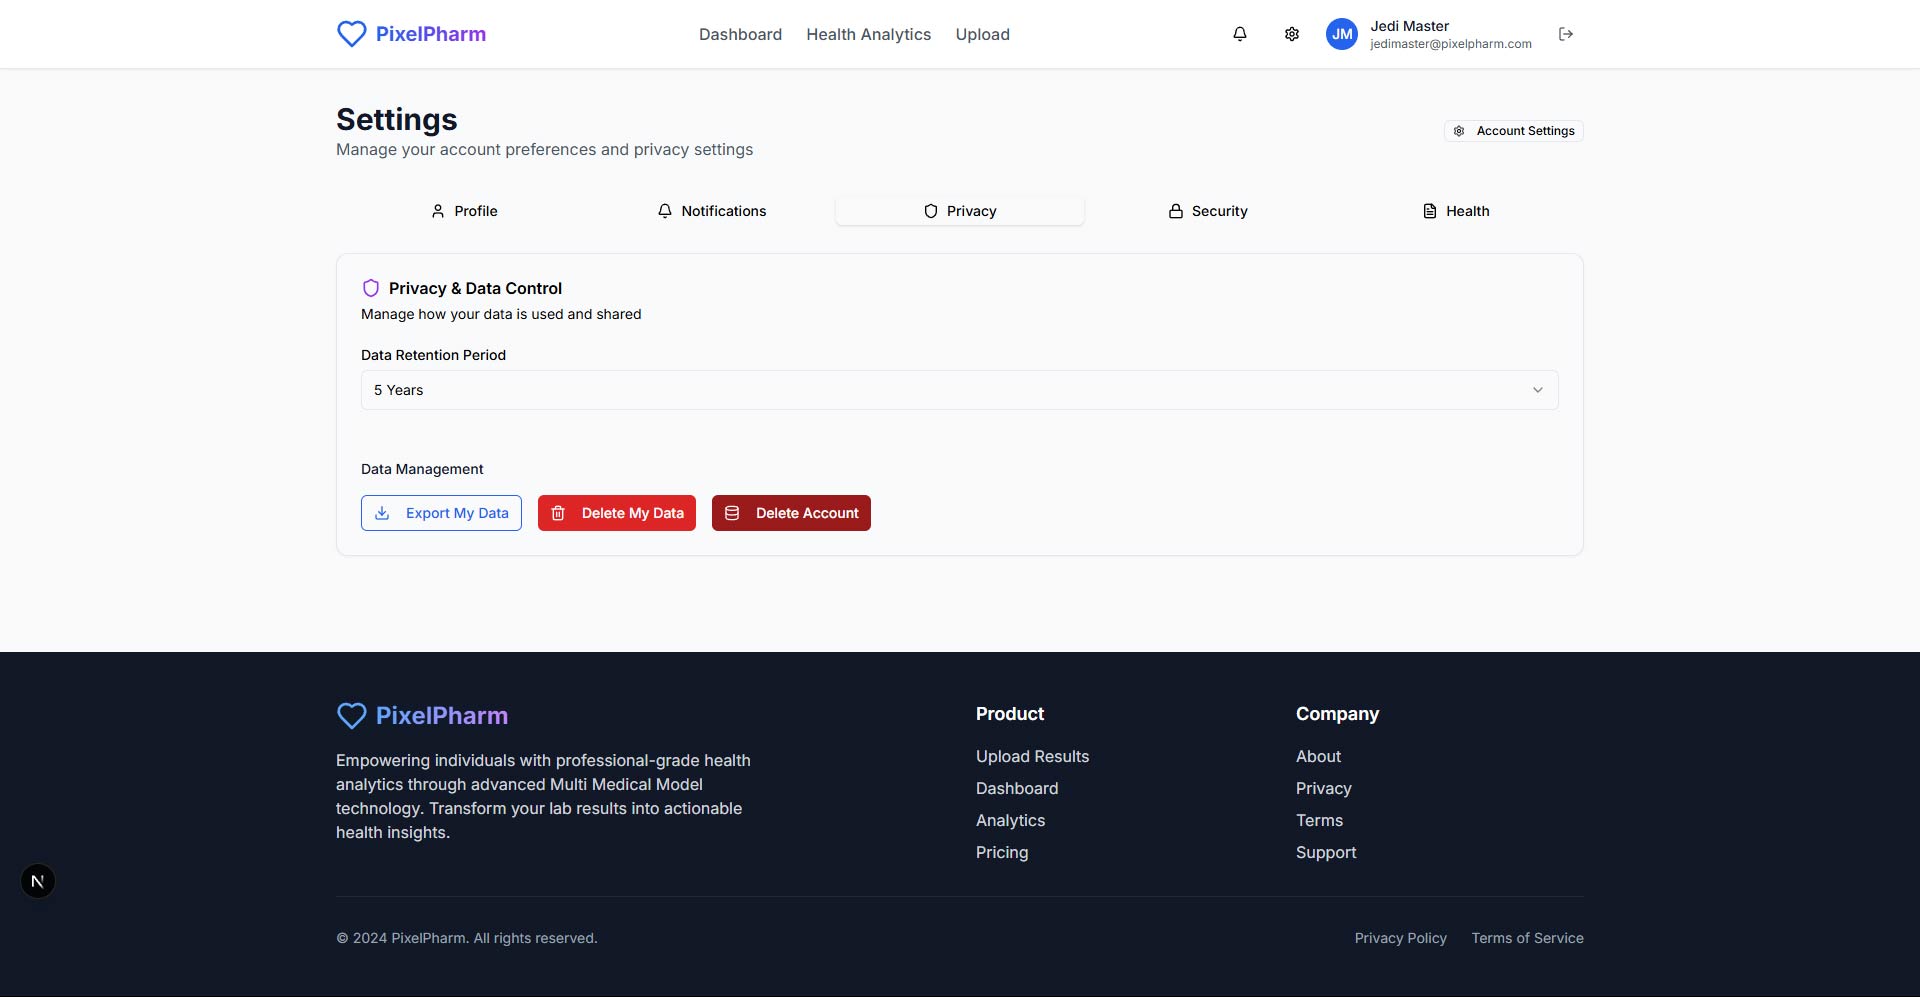 PixelPharm
Dashboard
Health Analytics
Upload
JM
Jedi Master
jedimaster@pixelpharm.com
Settings
Manage your account preferences and privacy settings
Account Settings
Profile
Notifications
Privacy
Security
Health
Privacy & Data Control
Manage how your data is used and shared
Data Retention Period
5 Years
Data Management
Export My Data
Delete My Data
Delete Account
PixelPharm
Empowering individuals with professional-grade health
analytics through advanced Multi Medical Model
technology. Transform your lab results into actionable
health insights.
Product
Upload Results
Dashboard
Analytics
Pricing
Company
About
Privacy
Terms
Support
N
© 2024 PixelPharm. All rights reserved.
Privacy Policy
Terms of Service